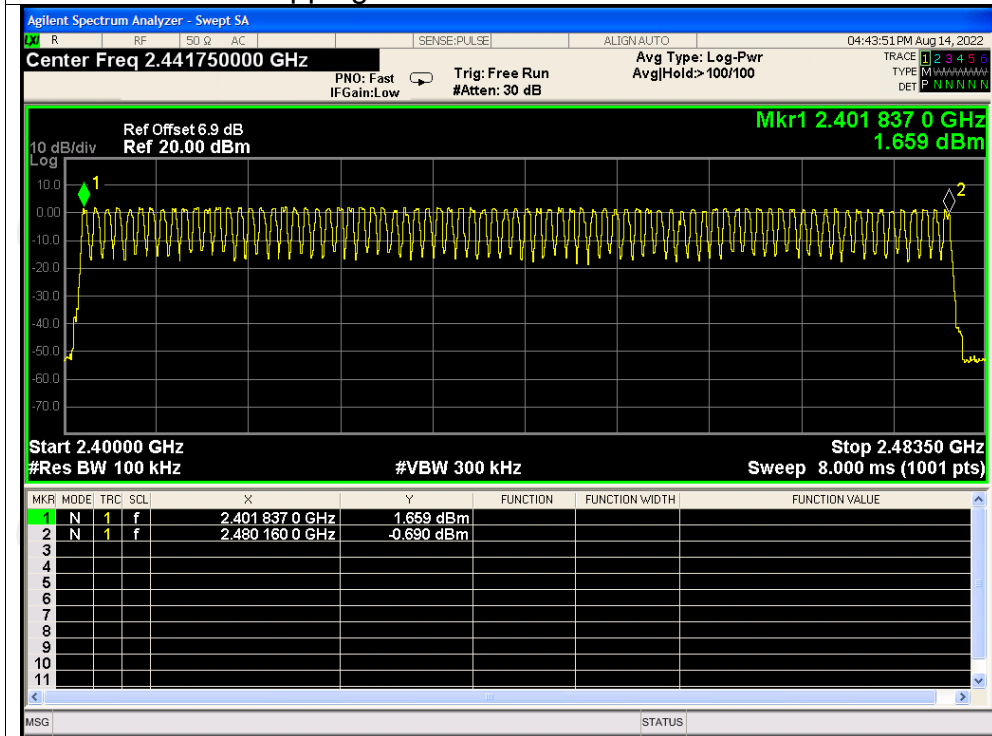 Agilent Spectrum Analyzer - Swept SA
LXI R RF 50 Ω AC SENSE:PULSE ALIGN AUTO 04:43:51 PM Aug 14, 2022
Center Freq 2.441750000 GHz
PNO: Fast
IFGain:Low
Trig: Free Run
#Atten: 30 dB
Avg Type: Log-Pwr
Avg|Hold:>100/100
TRACE 1 2 3 4 5 6
TYPE M
DET P N N N N N
Mkr1 2.401 837 0 GHz
1.659 dBm
Ref Offset 6.9 dB
10 dB/div Ref 20.00 dBm
Log
1
2
10.0
0.00
-10.0
-20.0
-30.0
-40.0
-50.0
-60.0
-70.0
Start 2.40000 GHz Stop 2.48350 GHz
#Res BW 100 kHz #VBW 300 kHz Sweep 8.000 ms (1001 pts)
MKR MODE TRC SCL X Y FUNCTION FUNCTION WIDTH FUNCTION VALUE
1 N 1 f 2.401 837 0 GHz 1.659 dBm
2 N 1 f 2.480 160 0 GHz -0.690 dBm
3
4
5
6
7
8
9
10
11
MSG STATUS